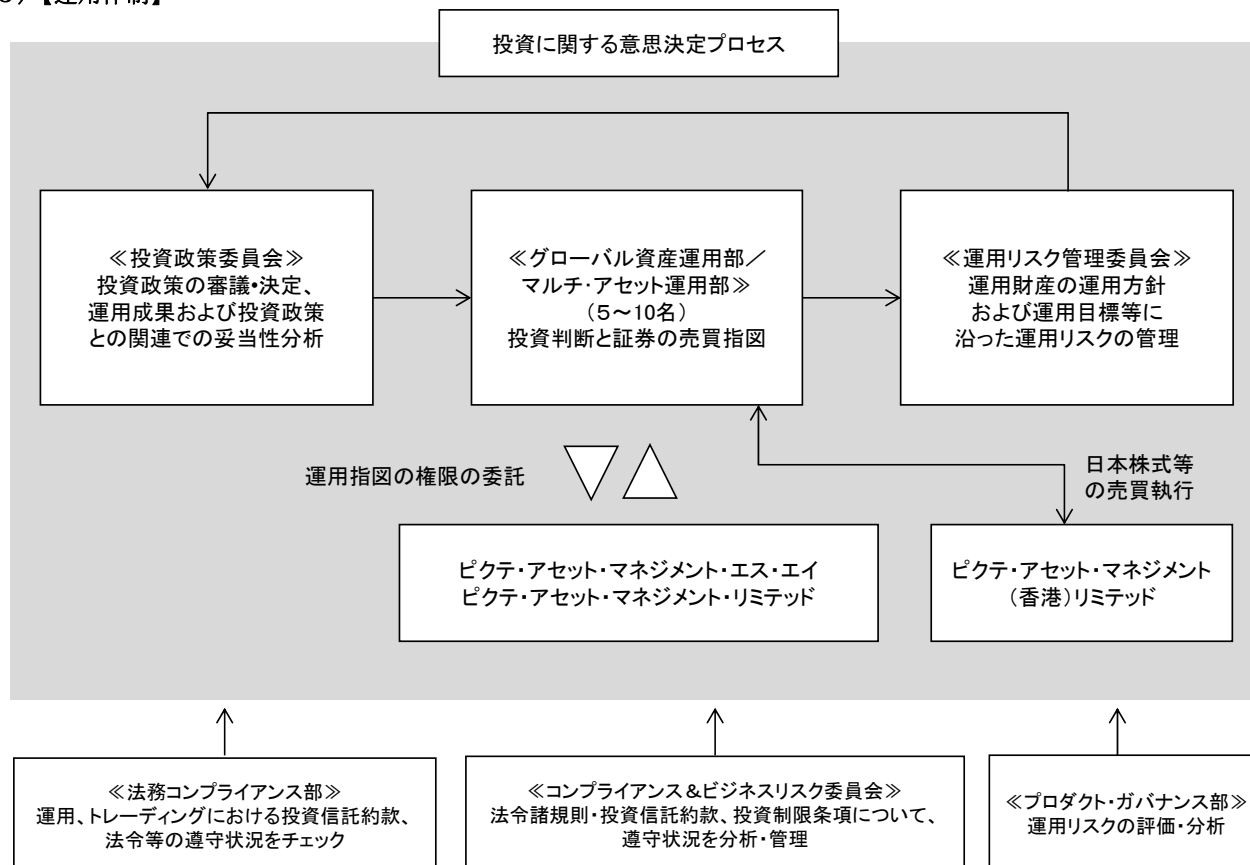 【運用体制】
投資に関する意思決定プロセス
≪投資政策委員会≫
投資政策の審議・決定、
運用成果および投資政策
との関連での妥当性分析
≪グローバル資産運用部／
マルチ・アセット運用部≫
（５～10名）
投資判断と証券の売買指図
≪運用リスク管理委員会≫
運用財産の運用方針
および運用目標等に
沿った運用リスクの管理
運用指図の権限の委託
日本株式等
の売買執行
ピクテ・アセット・マネジメント・エス・エイ
ピクテ・アセット・マネジメント・リミテッド
ピクテ・アセット・マネジメント
（香港）リミテッド
≪法務コンプライアンス部≫
運用、トレーディングにおける投資信託約款、
法令等の遵守状況をチェック
≪コンプライアンス＆ビジネスリスク委員会≫
法令諸規則・投資信託約款、投資制限条項について、
遵守状況を分析・管理
≪プロダクト・ガバナンス部≫
運用リスクの評価・分析